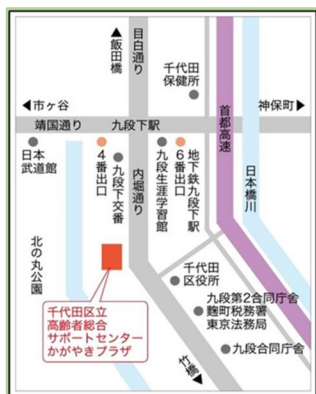 ▲飯田橋
目白通り
千代田
保健所
首都高速
◀市ヶ谷
神保町▶
靖国通り
九段下駅
日本
武道館
4番出口
九段下交番
内堀通り
九段生涯学習館
6番出口
地下鉄九段下駅
日本橋川
北の丸公園
千代田
区役所
千代田区立
高齢者総合
サポートセンター
かがやきプラザ
九段第2合同庁舎
麹町税務署
東京法務局
九段合同庁舎
竹橋▼